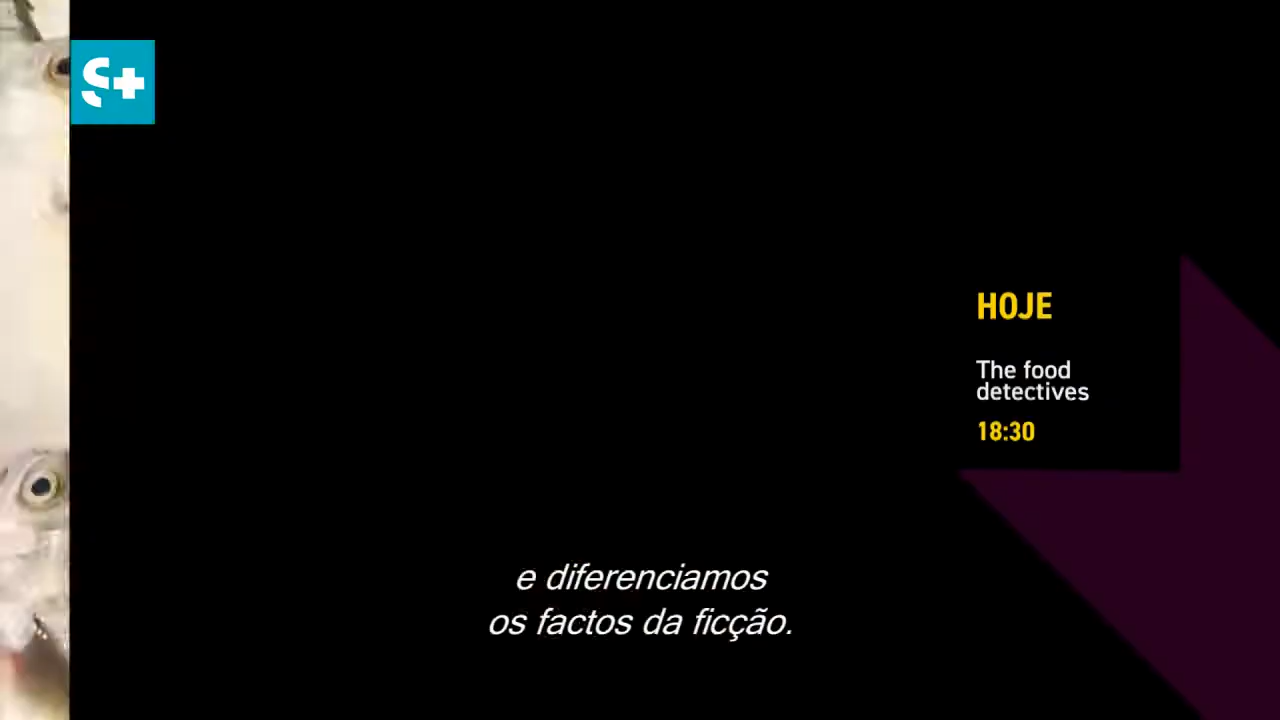 S+
HOJE
The food
detectives
18:30
e diferenciamos
os factos da ficção.